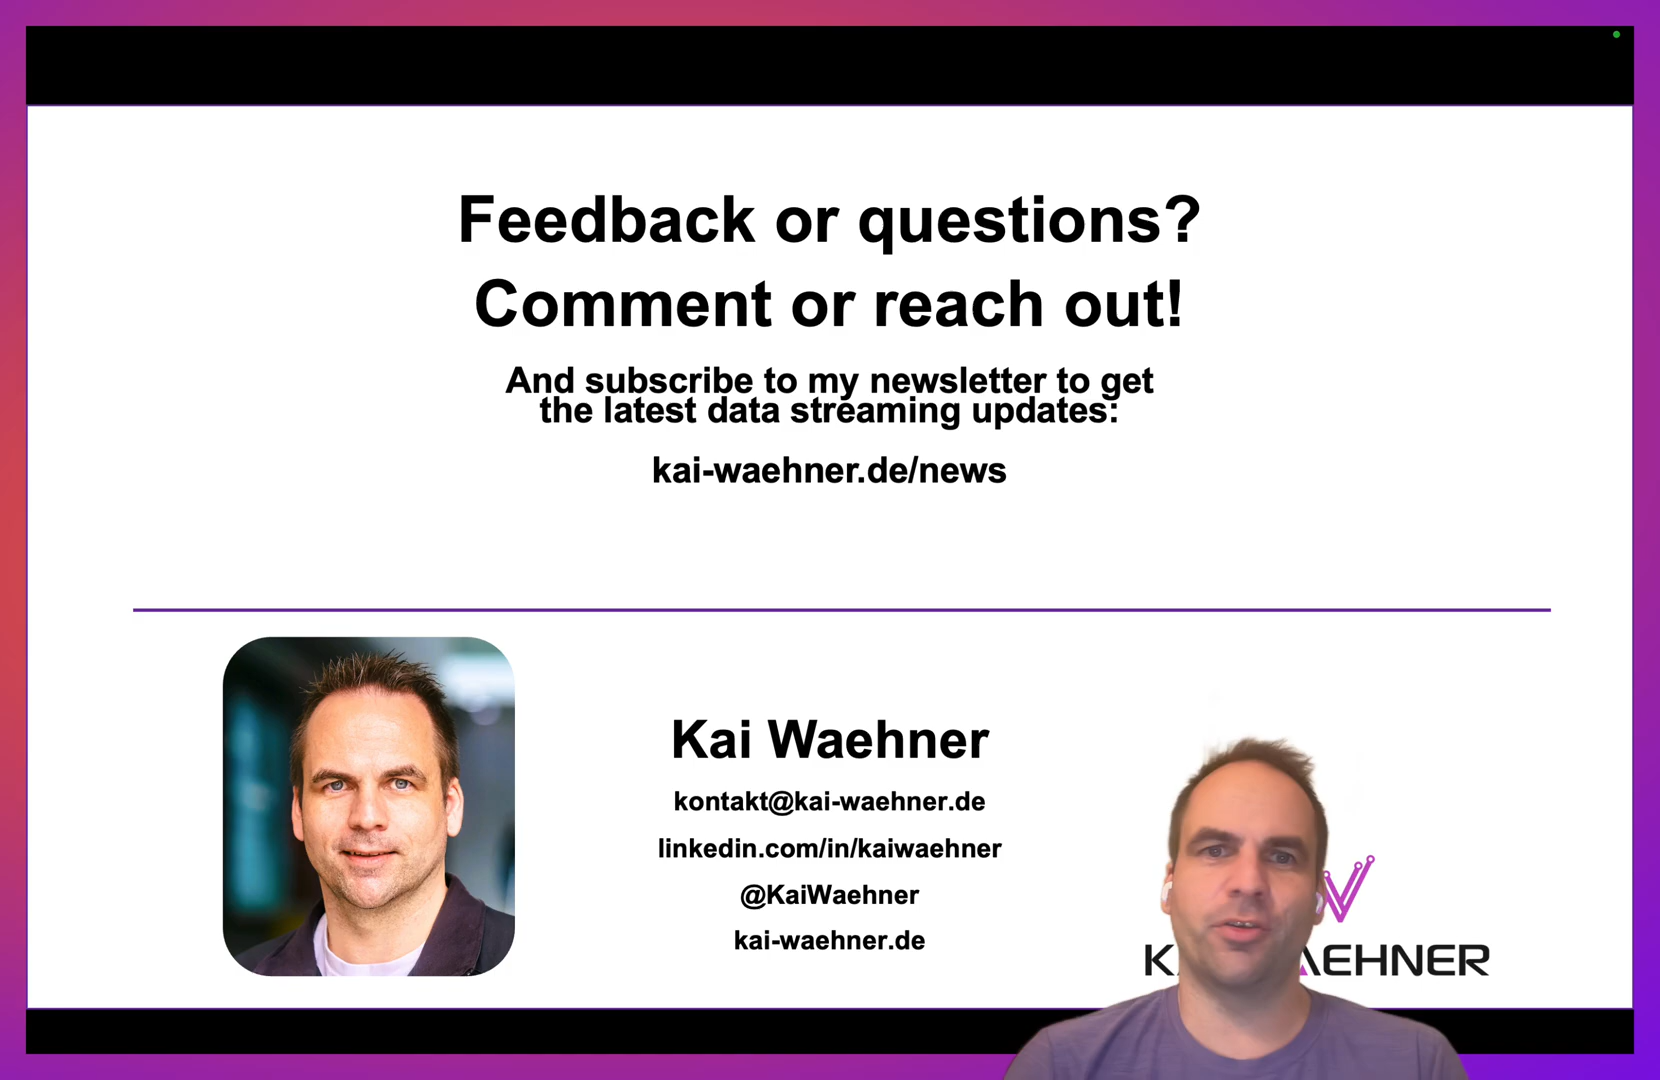 Feedback or questions?
Comment or reach out!
And subscribe to my newsletter to get
the latest data streaming updates:
kai-waehner.de/news
Kai Waehner
kontakt@kai-waehner.de
linkedin.com/in/kaiwaehner
@KaiWaehner
kai-waehner.de